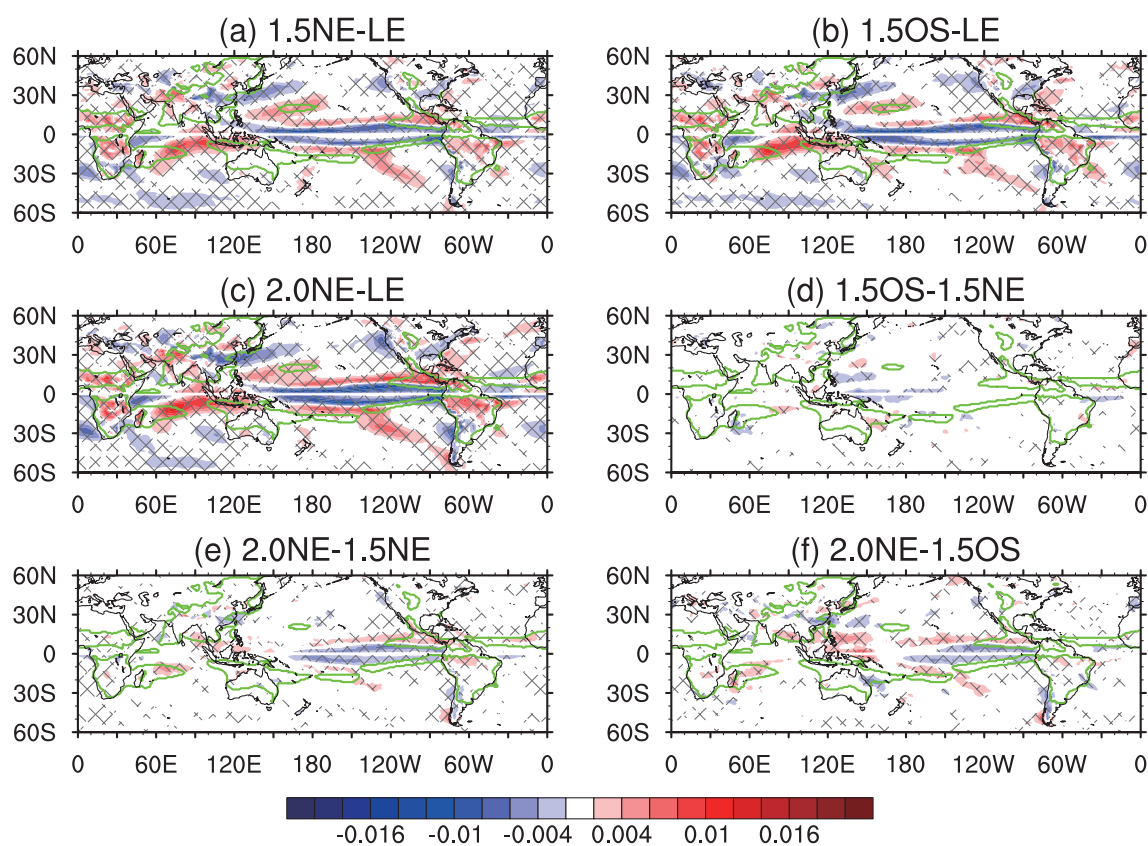 (a) 1.5NE-LE
(b) 1.5OS-LE
60N
30N
0
30S
60S
0 60E 120E 180 120W 60W 0
60N
30N
0
30S
60S
0 60E 120E 180 120W 60W 0
(c) 2.0NE-LE
(d) 1.5OS-1.5NE
60N
30N
0
30S
60S
0 60E 120E 180 120W 60W 0
60N
30N
0
30S
60S
0 60E 120E 180 120W 60W 0
(e) 2.0NE-1.5NE
(f) 2.0NE-1.5OS
60N
30N
0
30S
60S
0 60E 120E 180 120W 60W 0
60N
30N
0
30S
60S
0 60E 120E 180 120W 60W 0
-0.016 -0.01 -0.004 0.004 0.01 0.016